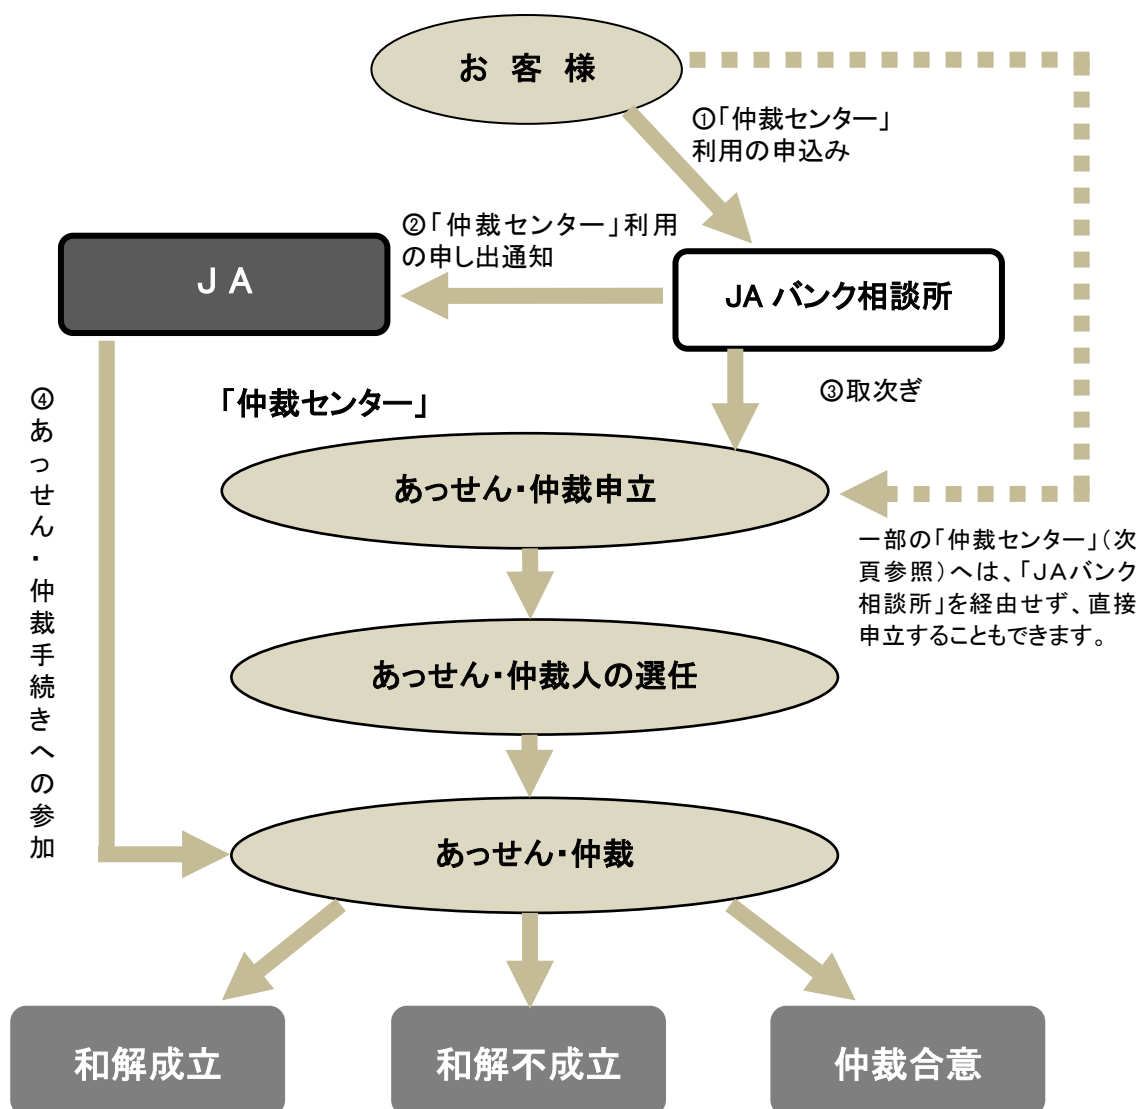 お 客 様
①「仲裁センター」
利用の申込み
②「仲裁センター」利用
の申し出通知
ＪＡ
JA バンク相談所
③取次ぎ
④あっせん・仲裁手続きへの参加
「仲裁センター」
あっせん・仲裁申立
一部の「仲裁センター」（次
頁参照）へは、「ＪＡバンク
相談所」を経由せず、直接
申立することもできます。
あっせん・仲裁人の選任
あっせん・仲裁
和解成立
和解不成立
仲裁合意